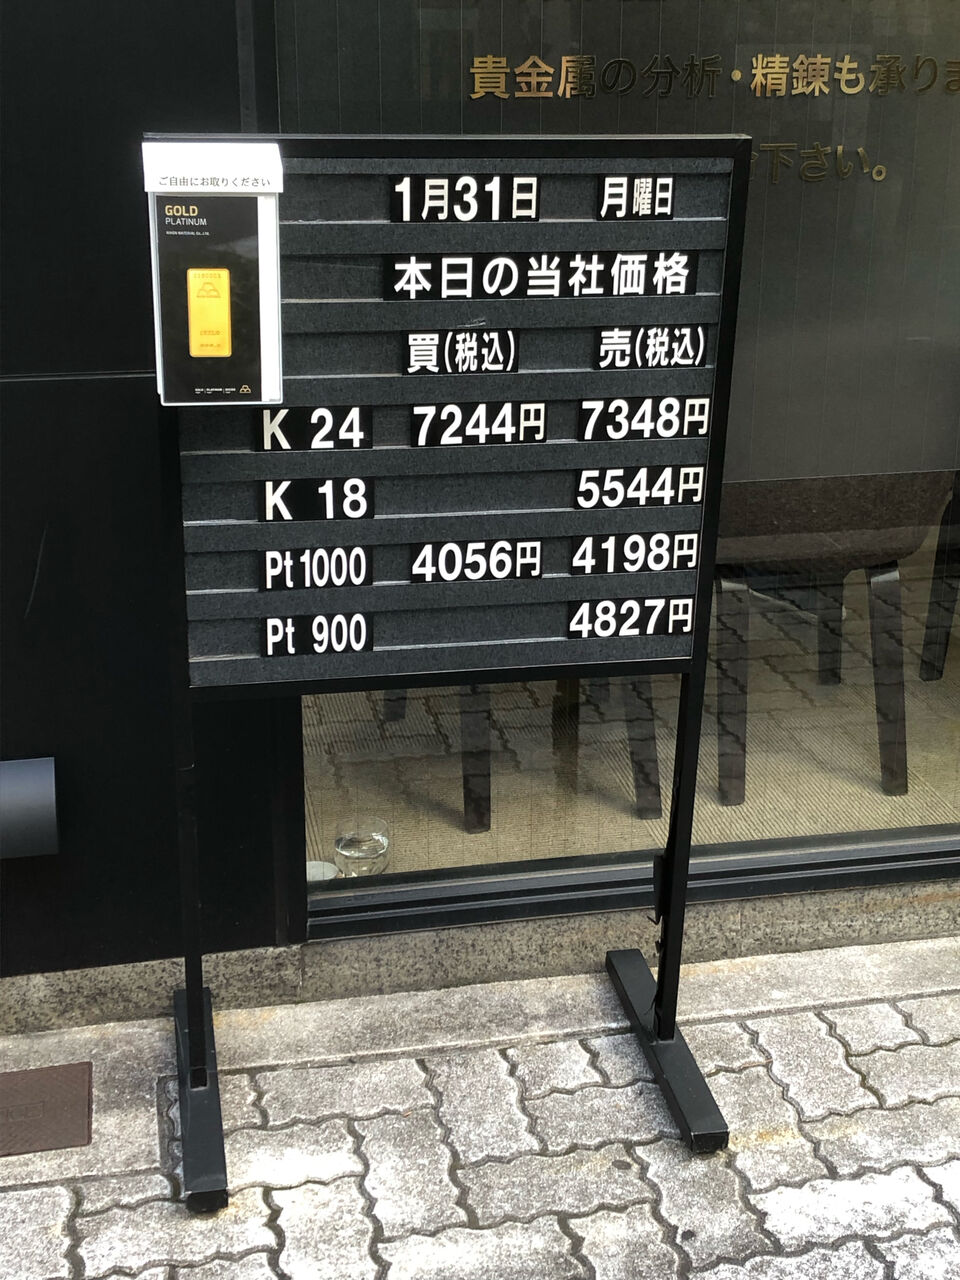 貴金属の分析・精錬も承りま
下さい。
ご自由にお取りください
GOLD
PLATINUM
1月31日 月曜日
本日の当社価格
買(税込) 売(税込)
K 24 7244円 7348円
K 18 5544円
Pt 1000 4056円 4198円
Pt 900 4827円